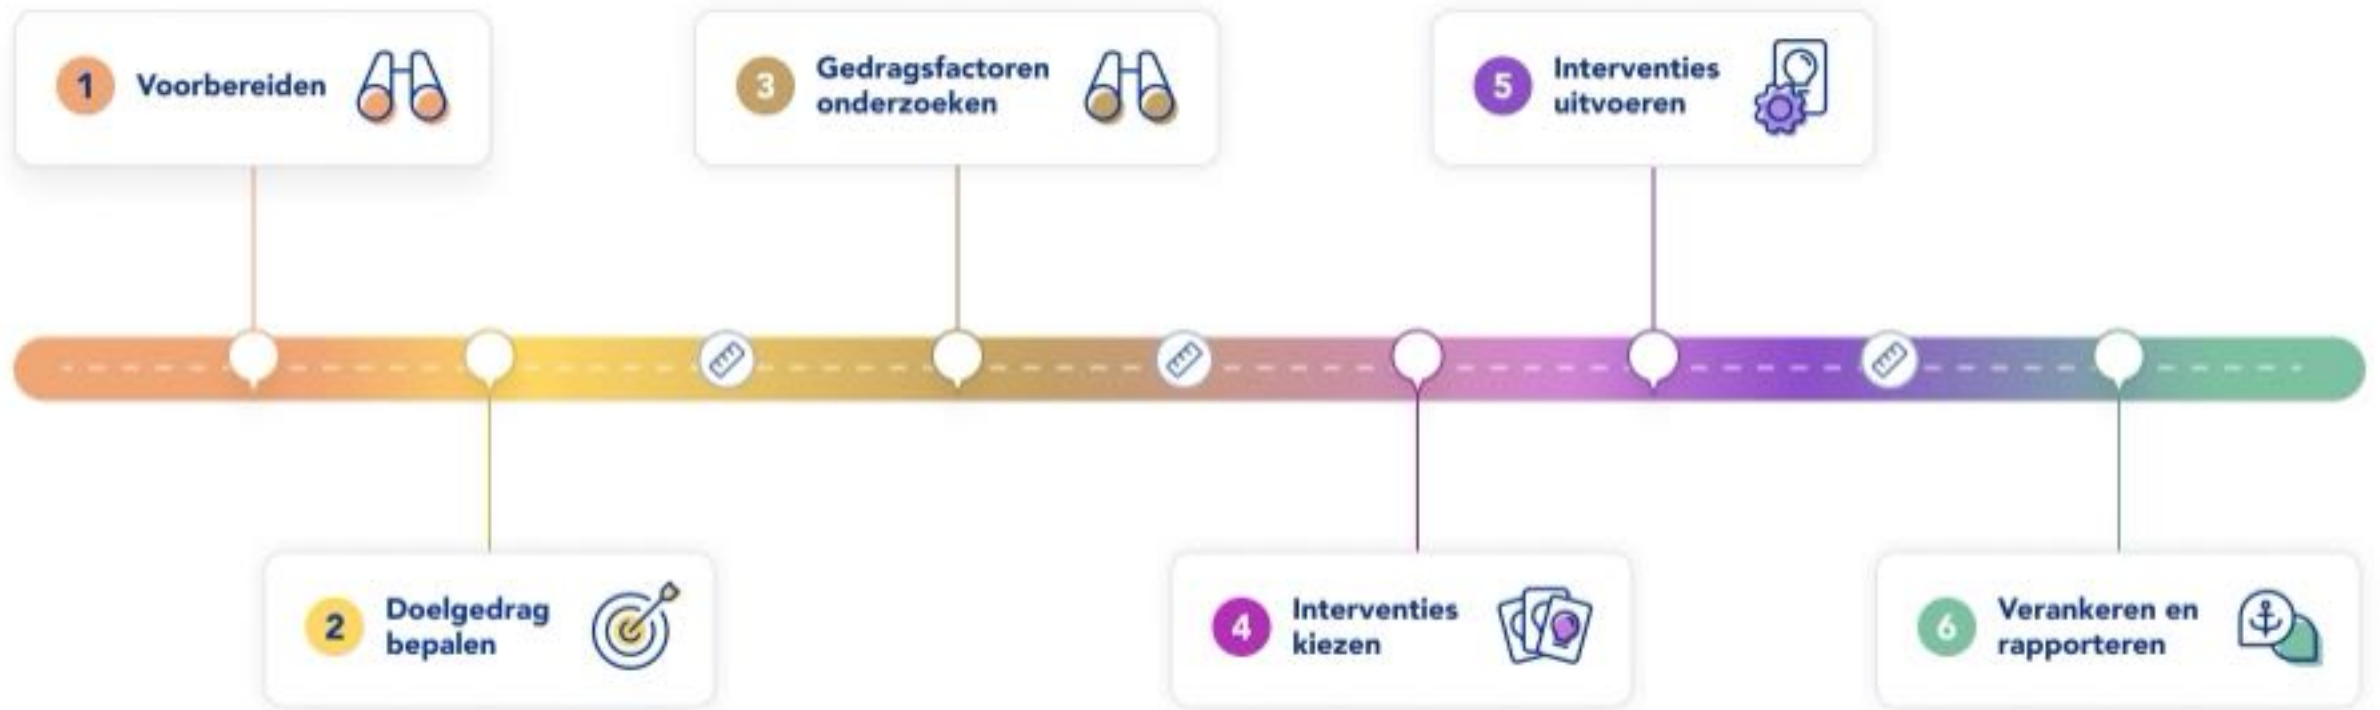 1 Voorbereiden
2 Doelgedrag
bepalen
3 Gedragsfactoren
onderzoeken
4 Interventies
kiezen
5 Interventies
uitvoeren
6 Verankeren en
rapporteren